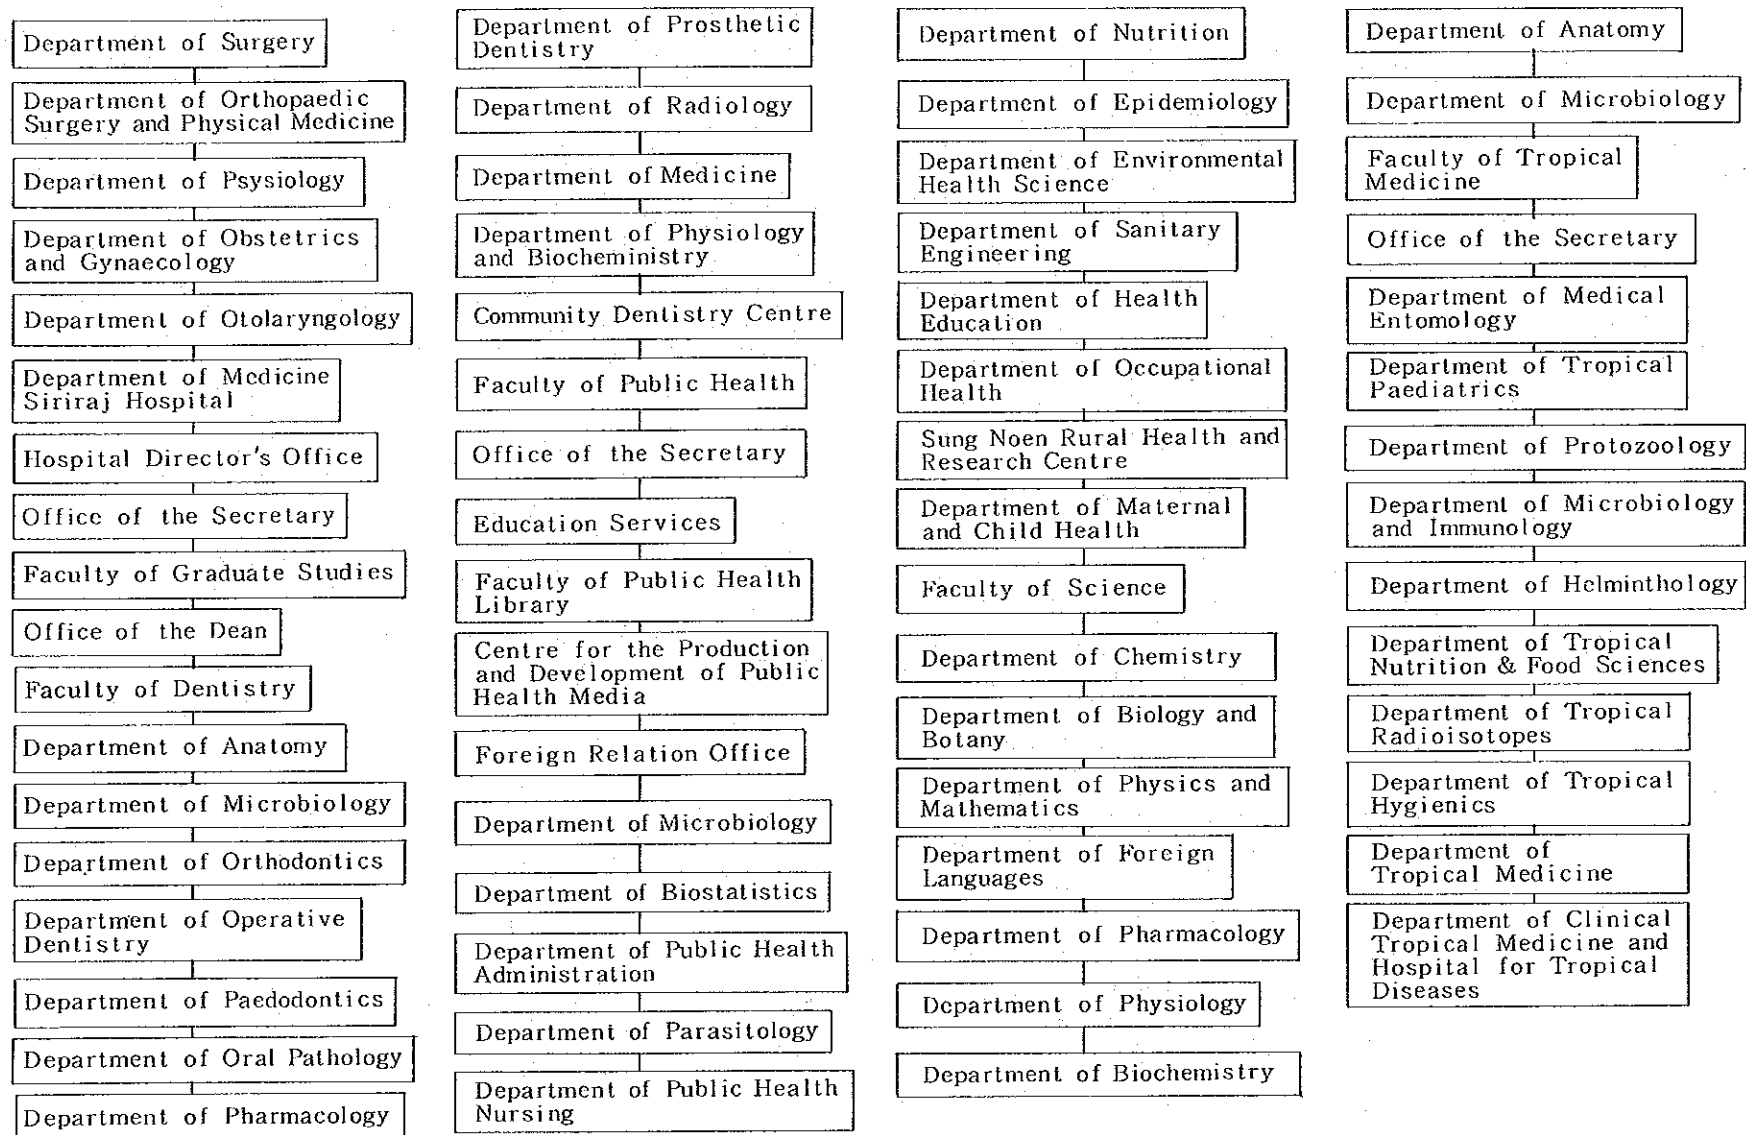 Department of Surgery
Department of Orthopaedic
Surgery and Physical Medicine
Department of Psysiology
Department of Obstetrics
and Gynaecology
Department of Otolaryngology
Department of Medicine
Siriraj Hospital
Hospital Director's Office
Office of the Secretary
Faculty of Graduate Studies
Office of the Dean
Faculty of Dentistry
Department of Anatomy
Department of Microbiology
Department of Orthodontics
Department of Operative
Dentistry
Department of Paedodontics
Department of Oral Pathology
Department of Pharmacology
Department of Prosthetic
Dentistry
Department of Radiology
Department of Medicine
Department of Physiology
and Biocheministry
Community Dentistry Centre
Faculty of Public Health
Office of the Secretary
Education Services
Faculty of Public Health
Library
Centre for the Production
and Development of Public
Health Media
Foreign Relation Office
Department of Microbiology
Department of Biostatistics
Department of Public Health
Administration
Department of Parasitology
Department of Public Health
Nursing
Department of Nutrition
Department of Epidemiology
Department of Environmental
Health Science
Department of Sanitary
Engineering
Department of Health
Education
Department of Occupational
Health
Sung Noen Rural Health and
Research Centre
Department of Maternal
and Child Health
Faculty of Science
Department of Chemistry
Department of Biology and
Botany
Department of Physics and
Mathematics
Department of Foreign
Languages
Department of Pharmacology
Department of Physiology
Department of Biochemistry
Department of Anatomy
Department of Microbiology
Faculty of Tropical
Medicine
Office of the Secretary
Department of Medical
Entomology
Department of Tropical
Paediatrics
Department of Protozoology
Department of Microbiology
and Immunology
Department of Helminthology
Department of Tropical
Nutrition & Food Sciences
Department of Tropical
Radioisotopes
Department of Tropical
Hygienics
Department of
Tropical Medicine
Department of Clinical
Tropical Medicine and
Hospital for Tropical
Diseases